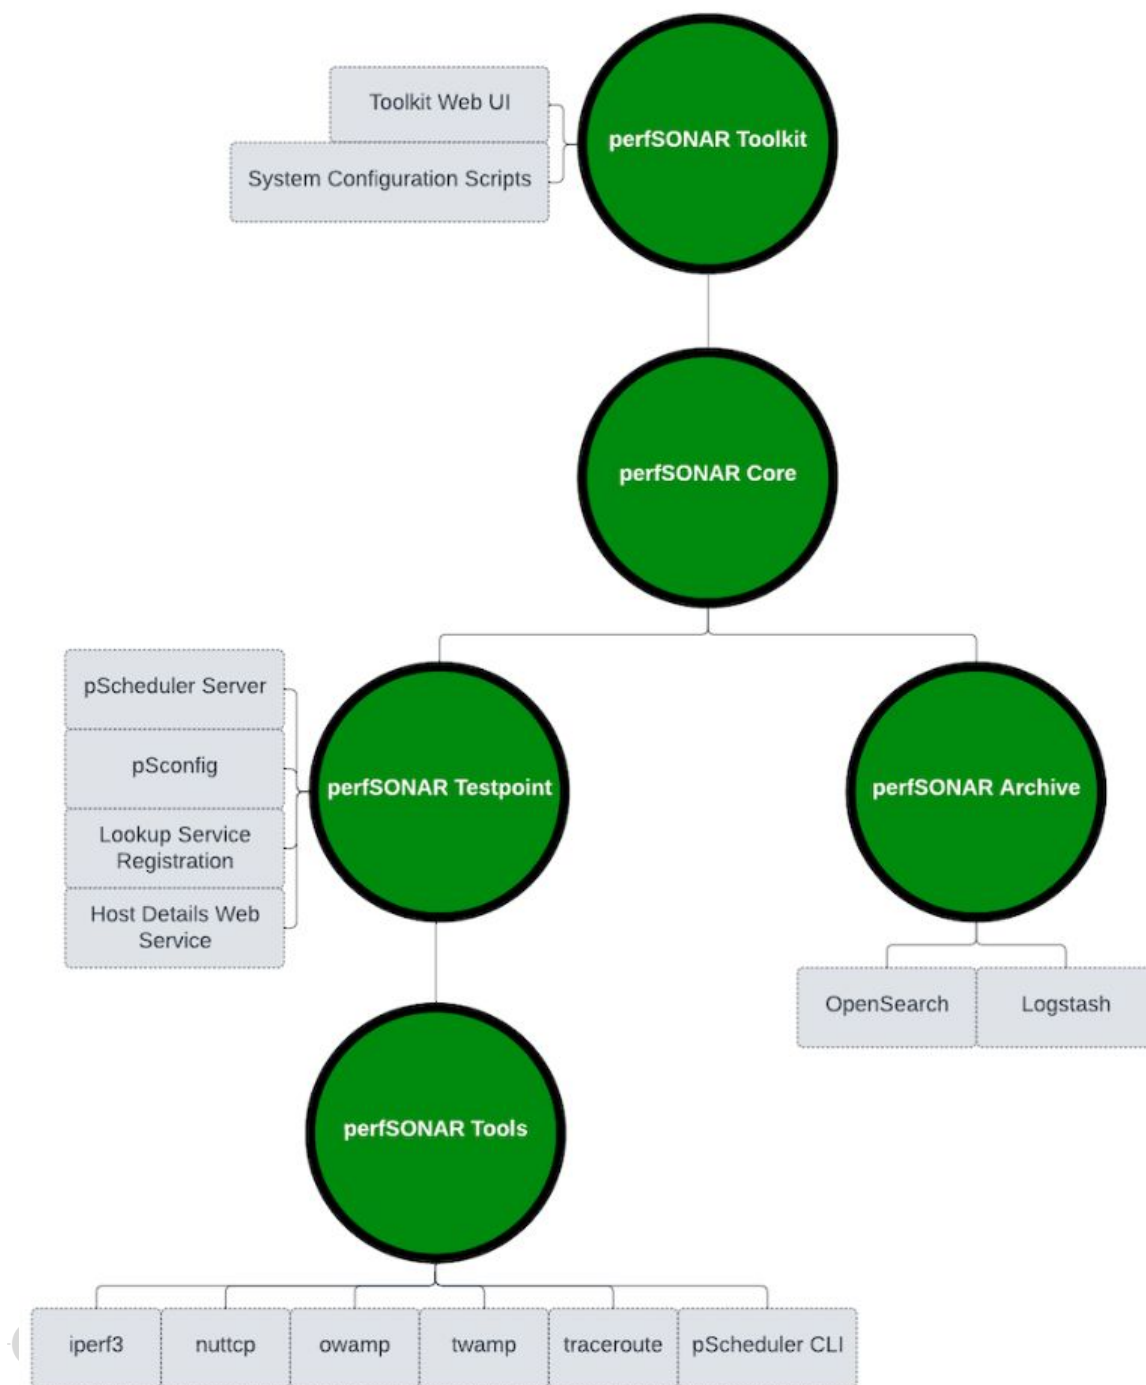 perfSONAR Toolkit
Toolkit Web UI
System Configuration Scripts
perfSONAR Core
perfSONAR Testpoint
pScheduler Server
pSconfig
Lookup Service
Registration
Host Details Web
Service
perfSONAR Archive
OpenSearch
Logstash
perfSONAR Tools
iperf3
nuttcp
owamp
twamp
traceroute
pScheduler CLI